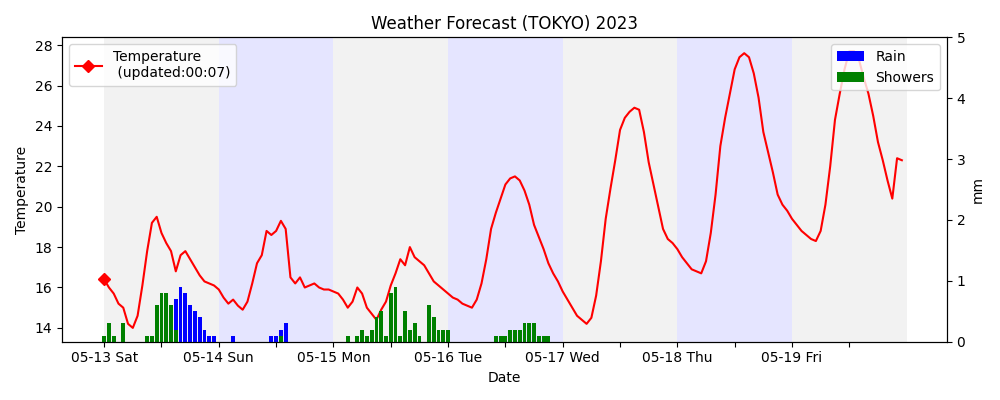 Weather Forecast (TOKYO) 2023
Temperature
(updated:00:07)
Rain
Showers
28
26
24
22
20
18
16
14
Temperature
5
4
3
2
1
0
mm
05-13 Sat
05-14 Sun
05-15 Mon
05-16 Tue
05-17 Wed
05-18 Thu
05-19 Fri
Date